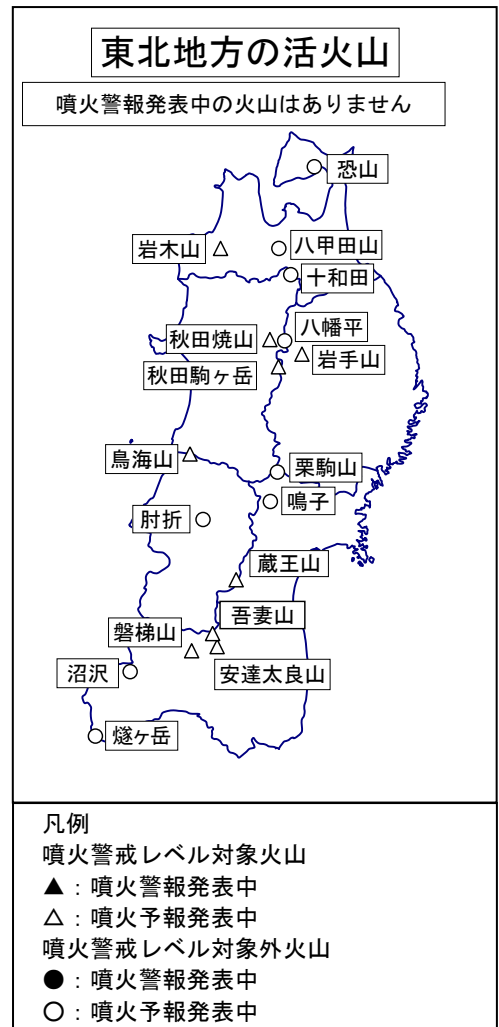 東北地方の活火山
噴火警報発表中の火山はありません
恐山
岩木山
八甲田山
十和田
八幡平
秋田焼山
岩手山
秋田駒ヶ岳
鳥海山
栗駒山
鳴子
肘折
蔵王山
吾妻山
磐梯山
沼沢
安達太良山
燧ヶ岳
凡例
噴火警戒レベル対象火山
▲：噴火警報発表中
△：噴火予報発表中
噴火警戒レベル対象外火山
●：噴火警報発表中
○：噴火予報発表中